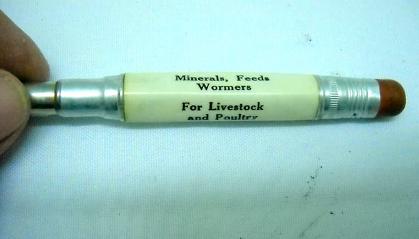 Minerals, Feeds
Wormers
For Livestock
and Poultry